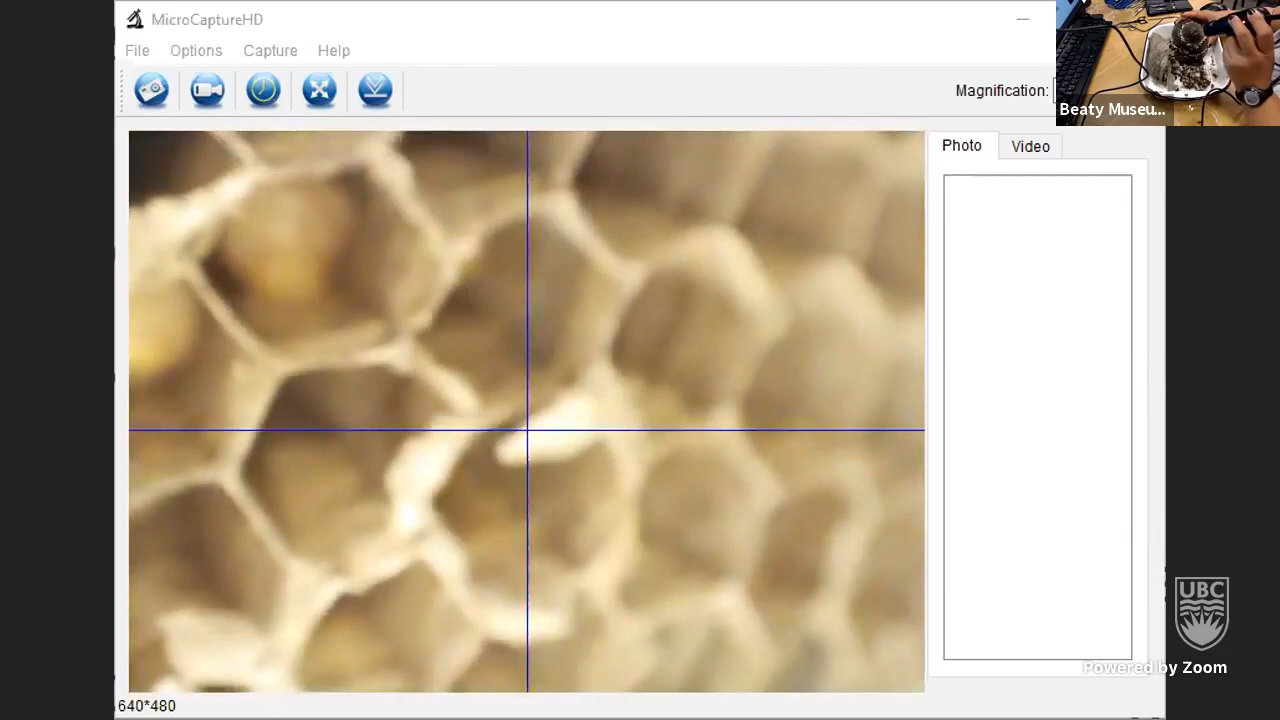 MicroCaptureHD
File Options Capture Help
Magnification:
Beaty Museu...
Photo Video
UBC
Powered by Zoom
640*480